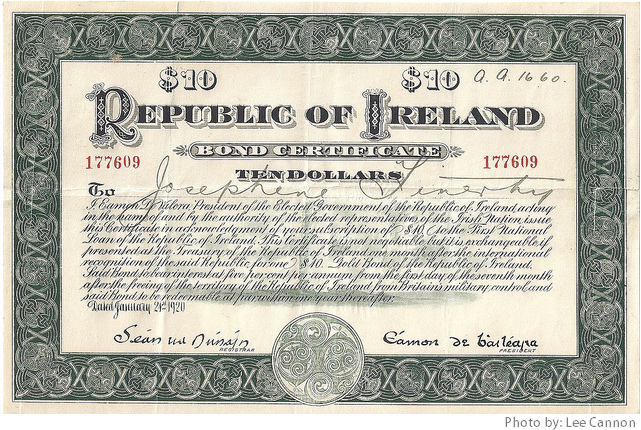 $10 $10 A.A. 1660.
REPUBLIC OF IRELAND
BOND CERTIFICATE
177609 177609
TEN DOLLARS
To Josephene Finerty
I, Eamon De Valera, President of the Elected Government of the Republic of Ireland, acting
in the name of and by the authority of the elected representatives of the Irish Nation, issue
this Certificate in acknowledgment of your subscription of $10 to the First National
Loan of the Republic of Ireland. This Certificate is not negotiable but it is exchangeable if
presented at the Treasury of the Republic of Ireland one month after the international
recognition of the said Republic for one $10 Gold Bond of the Republic of Ireland.
Said Bond to bear interest at five per cent per annum from the first day of the seventh month
after the freeing of the territory of the Republic of Ireland from Britain's military control and
said Bond to be redeemable at par within one year thereafter.
Dated January 21st 1920
Seán
REGISTRAR
Éamon de Valéra
PRESIDENT
Photo by: Lee Cannon